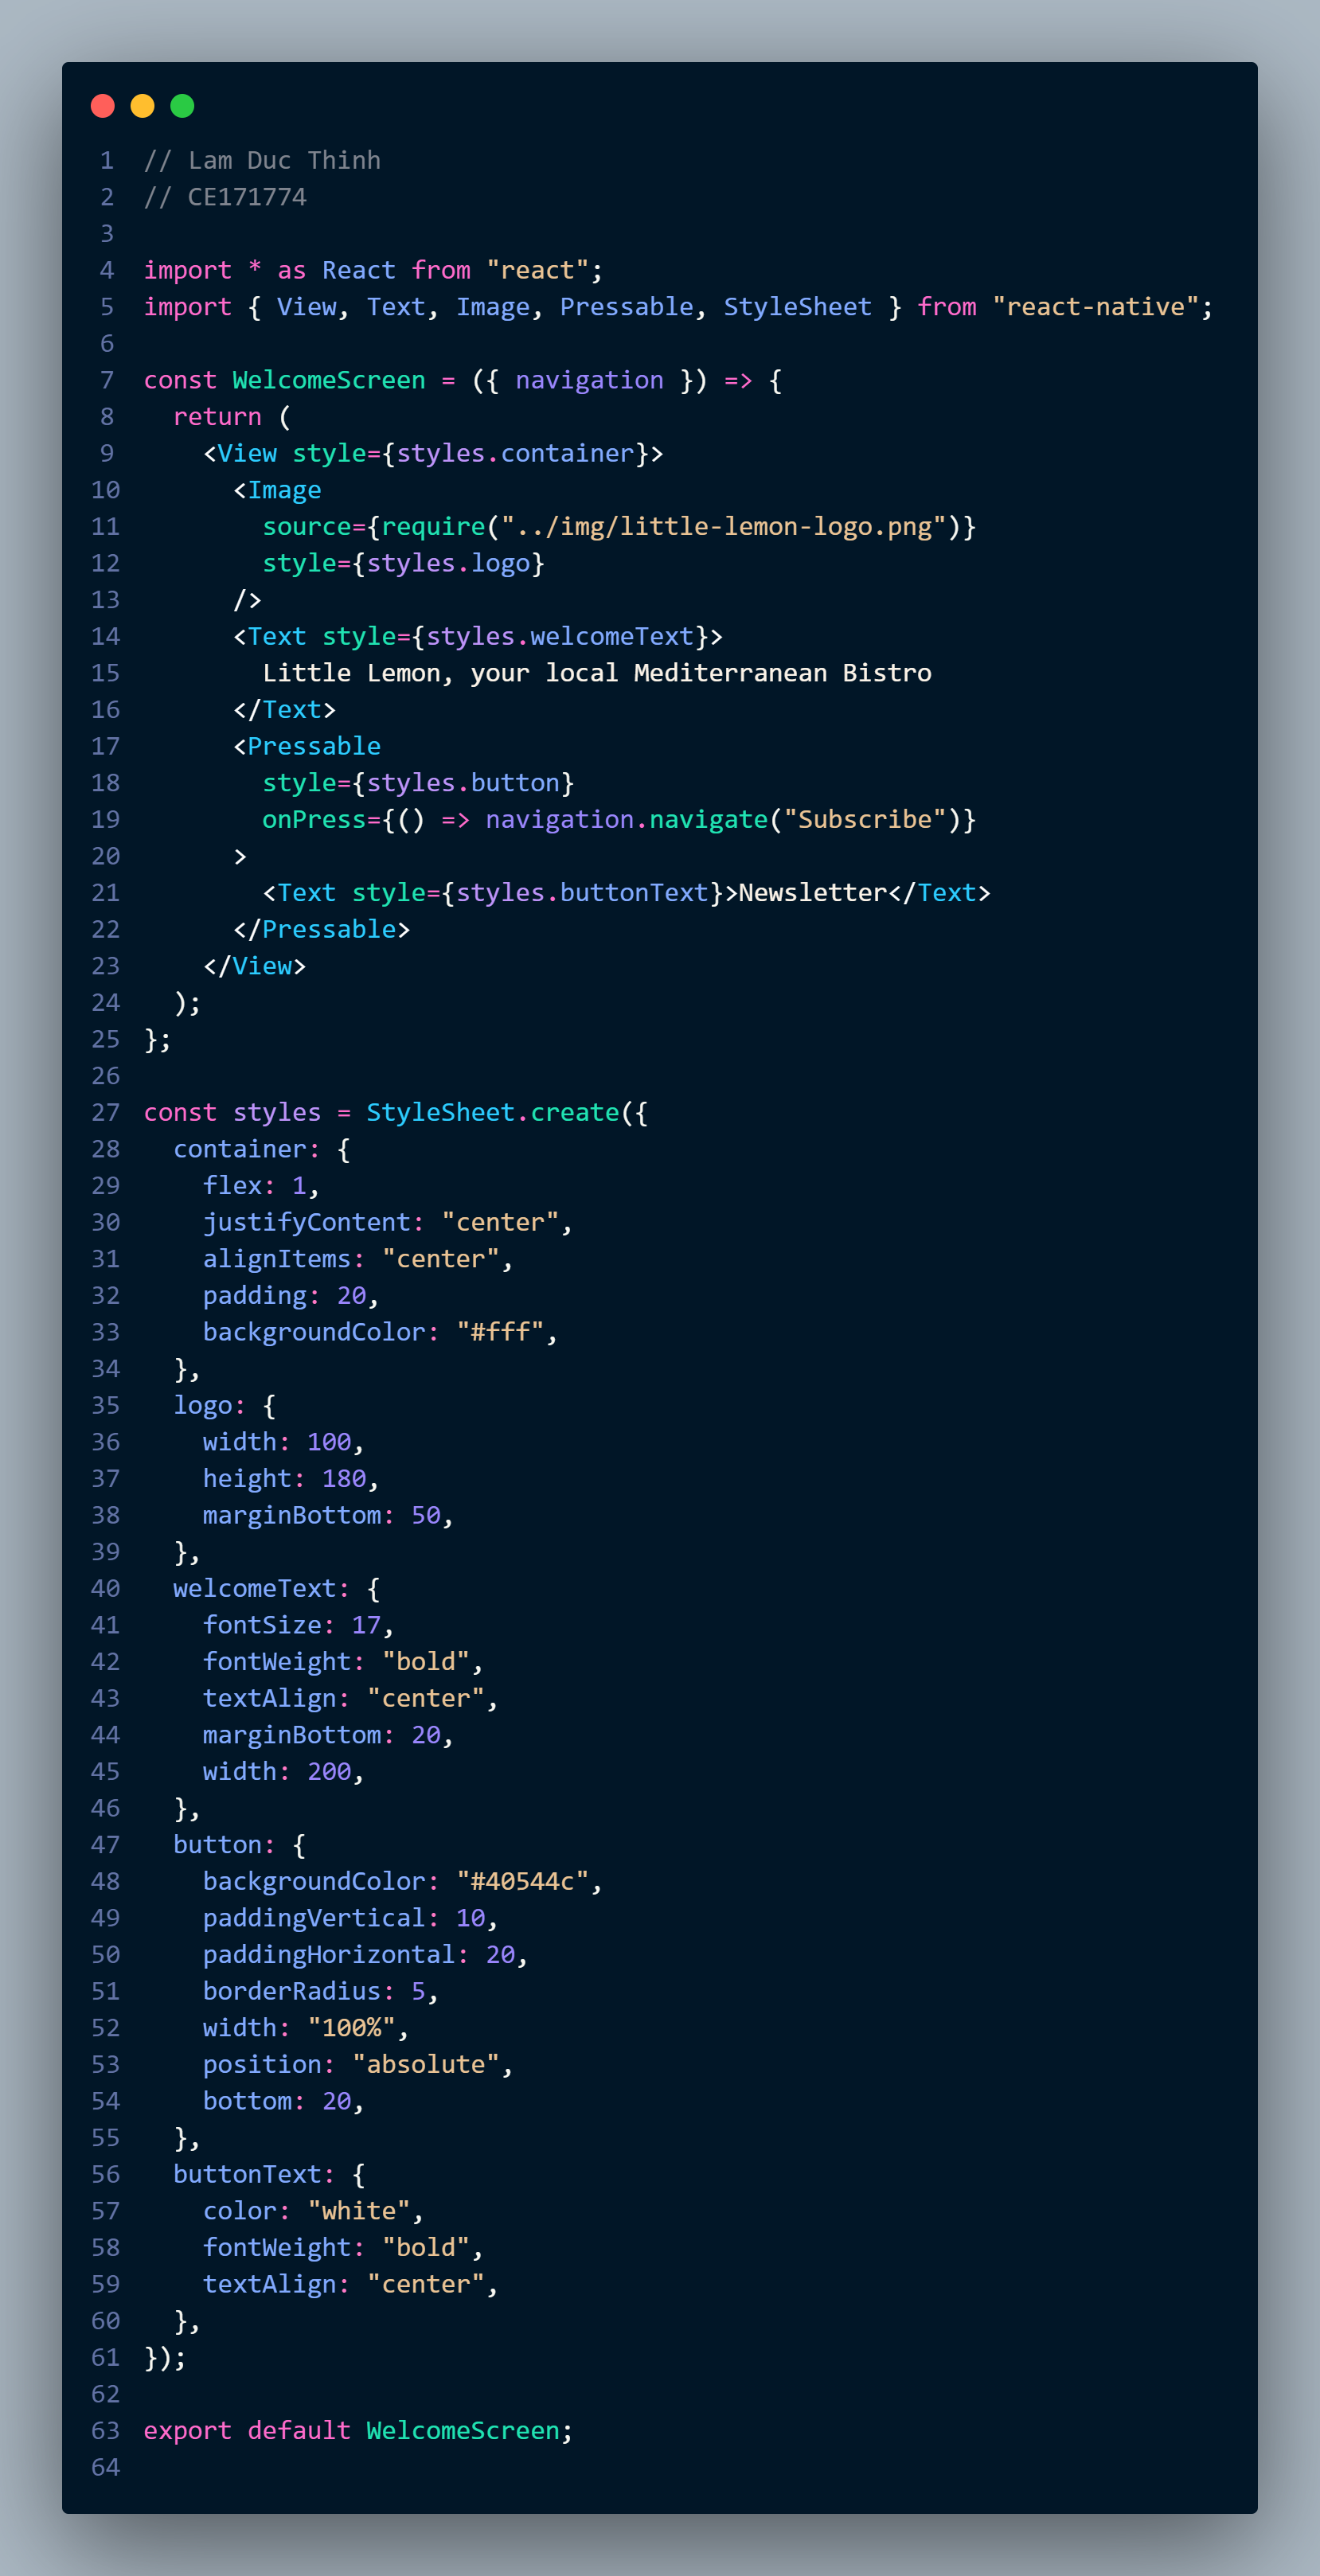 1 // Lam Duc Thinh
2 // CE171774
3
4 import * as React from "react";
5 import { View, Text, Image, Pressable, StyleSheet } from "react-native";
6
7 const WelcomeScreen = ({ navigation }) => {
8   return (
9     <View style={styles.container}>
10       <Image
11         source={require("../img/little-lemon-logo.png")}
12         style={styles.logo}
13       />
14       <Text style={styles.welcomeText}>
15         Little Lemon, your local Mediterranean Bistro
16       </Text>
17       <Pressable
18         style={styles.button}
19         onPress={() => navigation.navigate("Subscribe")}
20       >
21         <Text style={styles.buttonText}>Newsletter</Text>
22       </Pressable>
23     </View>
24   );
25 };
26
27 const styles = StyleSheet.create({
28   container: {
29     flex: 1,
30     justifyContent: "center",
31     alignItems: "center",
32     padding: 20,
33     backgroundColor: "#fff",
34   },
35   logo: {
36     width: 100,
37     height: 180,
38     marginBottom: 50,
39   },
40   welcomeText: {
41     fontSize: 17,
42     fontWeight: "bold",
43     textAlign: "center",
44     marginBottom: 20,
45     width: 200,
46   },
47   button: {
48     backgroundColor: "#40544c",
49     paddingVertical: 10,
50     paddingHorizontal: 20,
51     borderRadius: 5,
52     width: "100%",
53     position: "absolute",
54     bottom: 20,
55   },
56   buttonText: {
57     color: "white",
58     fontWeight: "bold",
59     textAlign: "center",
60   },
61 });
62
63 export default WelcomeScreen;
64